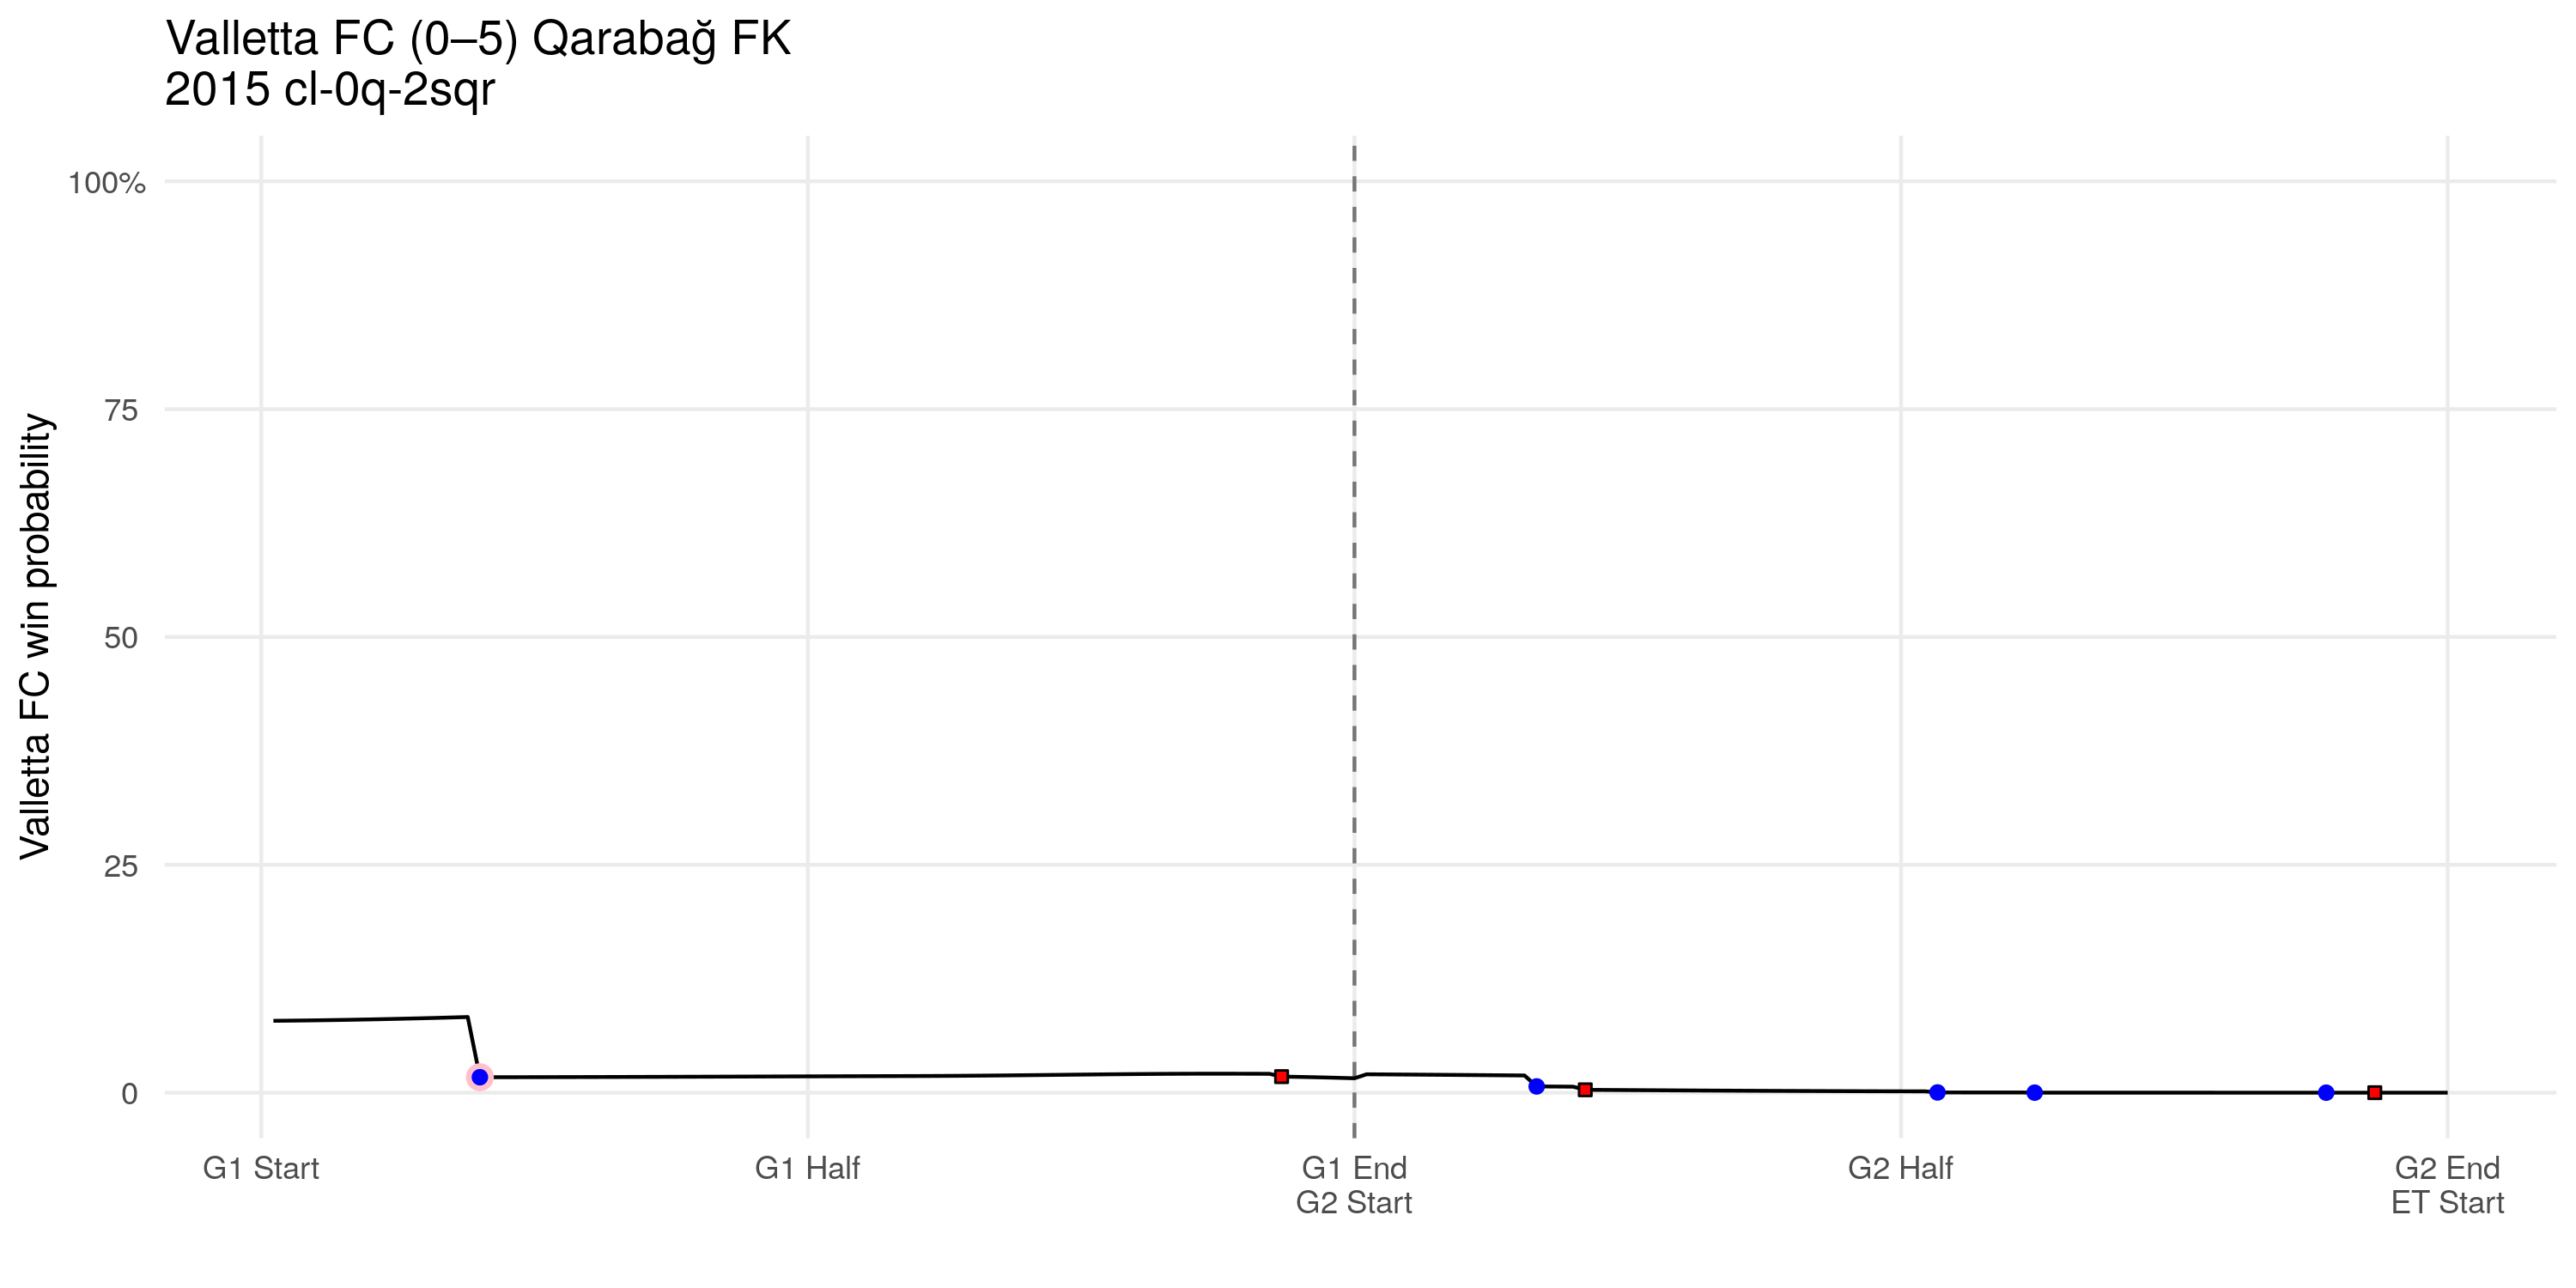 Valletta FC (0–5) Qarabağ FK
2015 cl-0q-2sqr
Valletta FC win probability
100%
75
50
25
0
G1 Start
G1 Half
G1 End
G2 Start
G2 Half
G2 End
ET Start